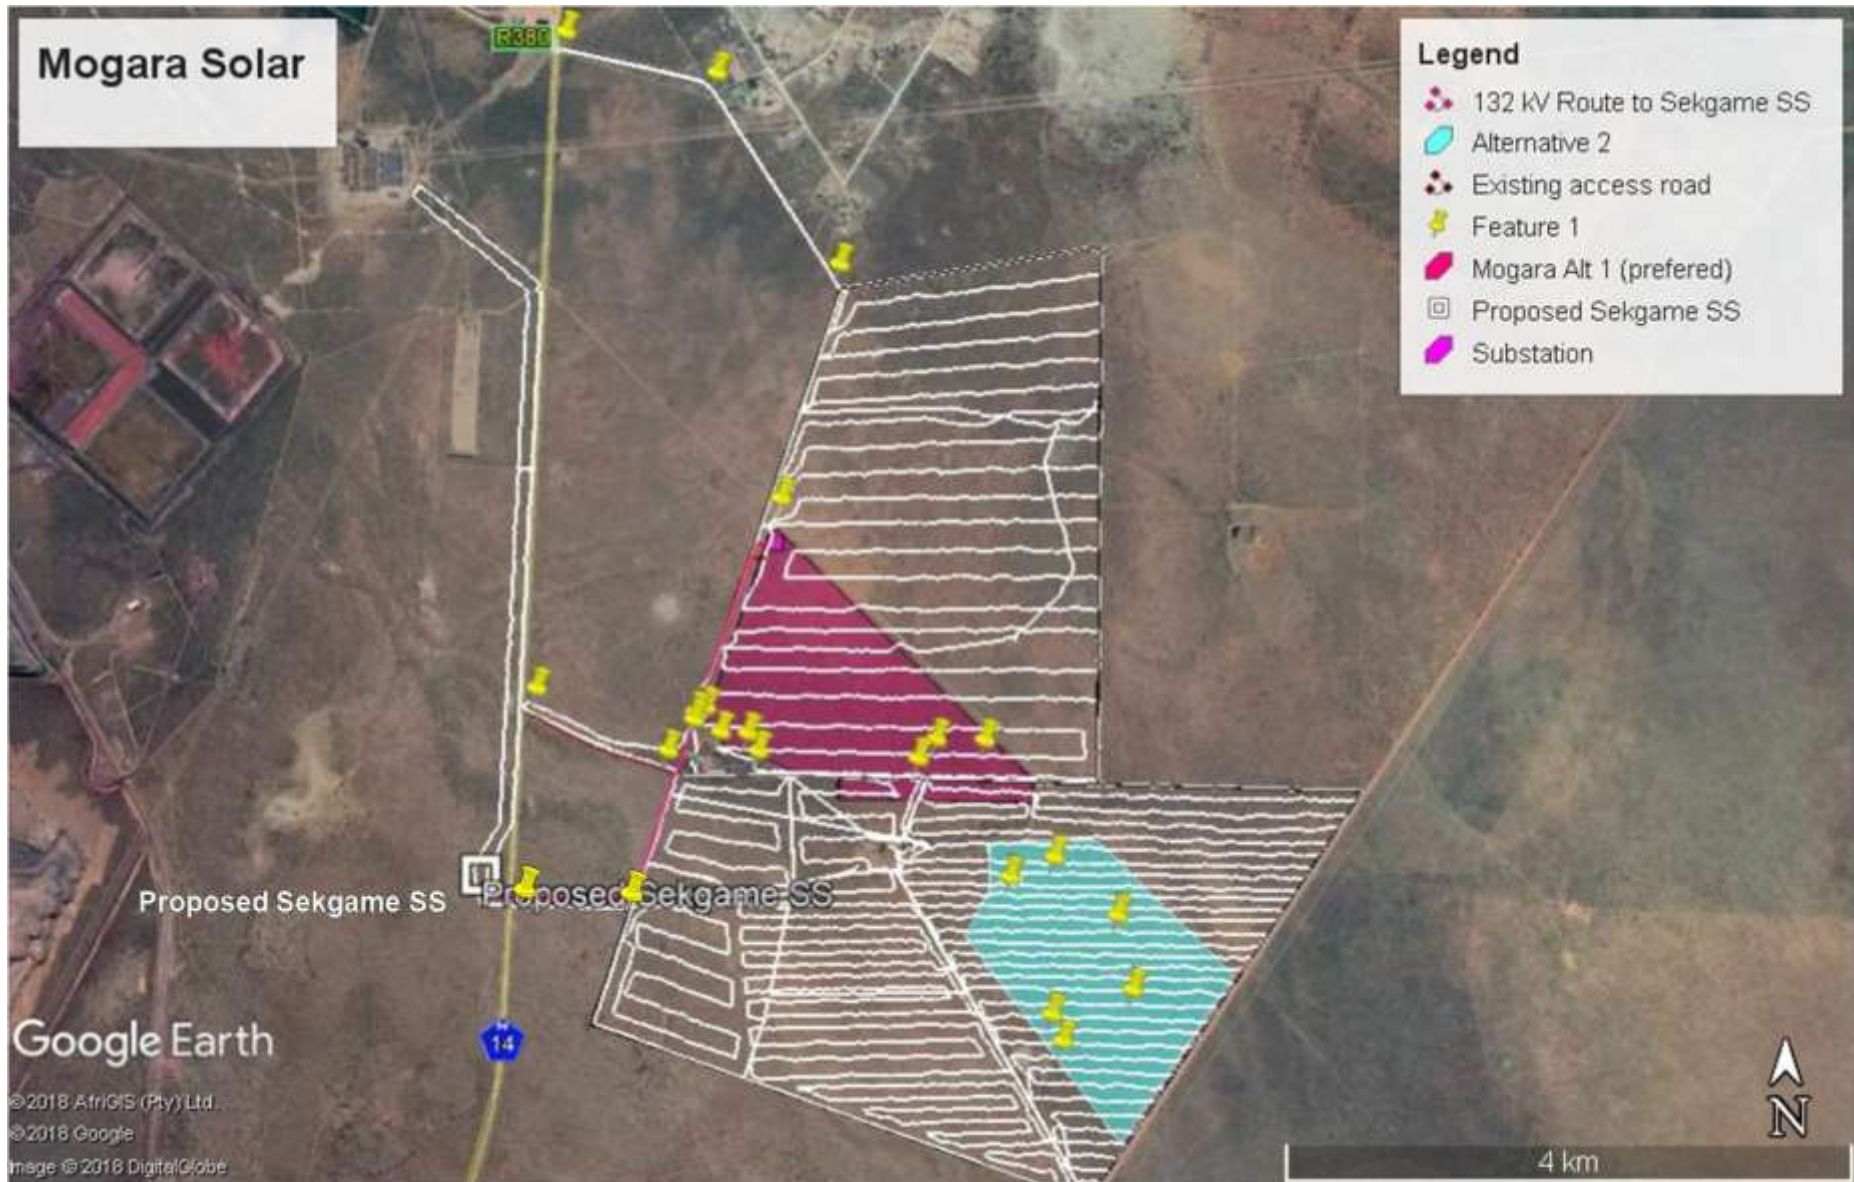 Mogara Solar
R380
Legend
132 kV Route to Sekgame SS
Alternative 2
Existing access road
Feature 1
Mogara Alt 1 (prefered)
Proposed Sekgame SS
Substation
Proposed Sekgame SS
Proposed Sekgame SS
N
14
Google Earth
©2018 AfriGIS (Pty) Ltd.
©2018 Google
Image © 2018 DigitalGlobe
N
4 km